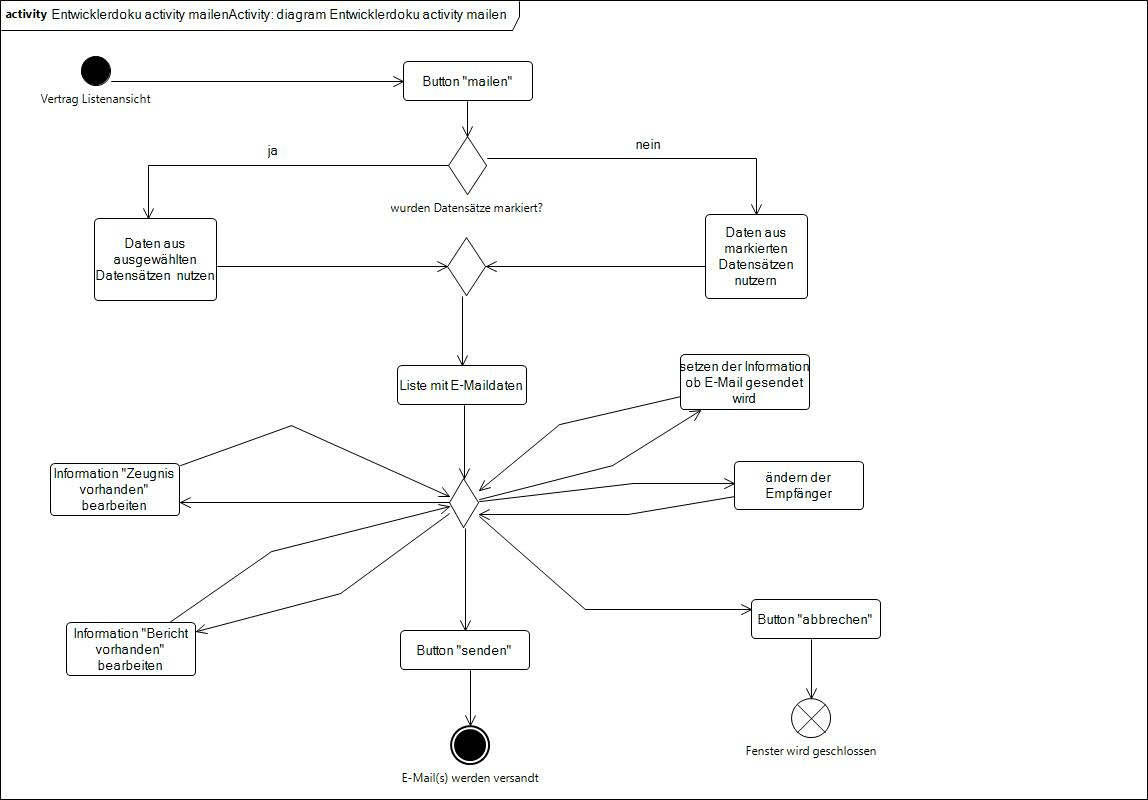 activity Entwicklerdoku activity mailenActivity: diagram Entwicklerdoku activity mailen
Vertrag Listenansicht
Button "mailen"
ja
nein
wurden Datensätze markiert?
Daten aus
ausgewählten
Datensätzen nutzen
Daten aus
markierten
Datensätzen
nutzern
Liste mit E-Maildaten
setzen der Information
ob E-Mail gesendet
wird
Information "Zeugnis
vorhanden"
bearbeiten
ändern der
Empfänger
Information "Bericht
vorhanden"
bearbeiten
Button "senden"
Button "abbrechen"
Fenster wird geschlossen
E-Mail(s) werden versandt